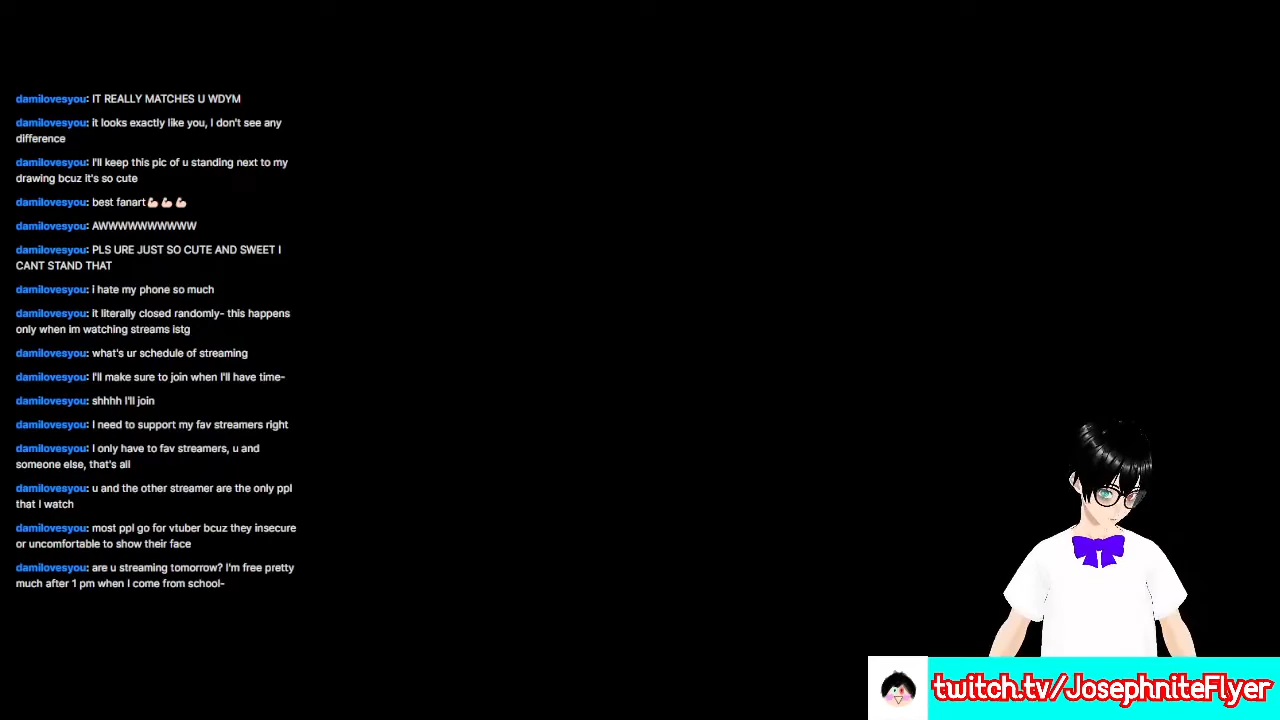 damilovesyou: IT REALLY MATCHES U WDYM
damilovesyou: it looks exactly like you, I don't see any
difference
damilovesyou: I'll keep this pic of u standing next to my
drawing bcuz it's so cute
damilovesyou: best fanart💪🏻💪🏻💪🏻
damilovesyou: AWWWWWWWWWW
damilovesyou: PLS URE JUST SO CUTE AND SWEET I
CANT STAND THAT
damilovesyou: i hate my phone so much
damilovesyou: it literally closed randomly- this happens
only when im watching streams istg
damilovesyou: what's ur schedule of streaming
damilovesyou: I'll make sure to join when I'll have time-
damilovesyou: shhhh I'll join
damilovesyou: I need to support my fav streamers right
damilovesyou: I only have to fav streamers, u and
someone else, that's all
damilovesyou: u and the other streamer are the only ppl
that I watch
damilovesyou: most ppl go for vtuber bcuz they insecure
or uncomfortable to show their face
damilovesyou: are u streaming tomorrow? I'm free pretty
much after 1 pm when I come from school-
twitch.tv/JosephniteFlyer